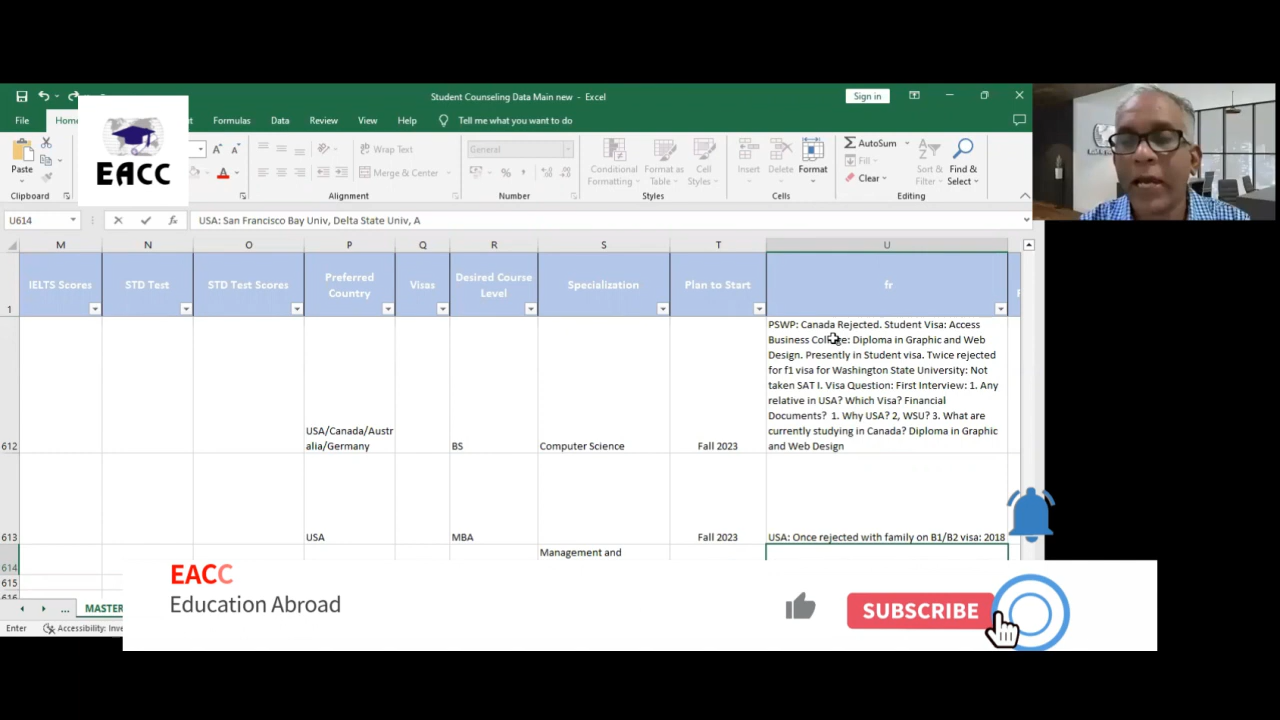 Student Counseling Data Main new - Excel
Sign in
File
Home
Formulas
Data
Review
View
Help
Tell me what you want to do
EACC
Paste
Clipboard
Wrap Text
Merge & Center
Alignment
General
Number
Conditional Formatting
Format as Table
Cell Styles
Styles
Insert
Delete
Format
Cells
AutoSum
Fill
Clear
Sort & Filter
Find & Select
Editing
U614
USA: San Francisco Bay Univ, Delta State Univ, A
M
N
O
P
Q
R
S
T
U
1
IELTS Scores
STD Test
STD Test Scores
Preferred Country
Visas
Desired Course Level
Specialization
Plan to Start
fr
PSWP: Canada Rejected. Student Visa: Access
Business College: Diploma in Graphic and Web
Design. Presently in Student visa. Twice rejected
for f1 visa for Washington State University: Not
taken SAT I. Visa Question: First Interview: 1. Any
relative in USA? Which Visa? Financial
Documents? 1. Why USA? 2, WSU? 3. What are
currently studying in Canada? Diploma in Graphic
and Web Design
612
USA/Canada/Austr
alia/Germany
BS
Computer Science
Fall 2023
613
USA
MBA
Fall 2023
USA: Once rejected with family on B1/B2 visa: 2018
614
Management and
615
MASTER
Enter
Accessibility: Inve
EACC
Education Abroad
SUBSCRIBE